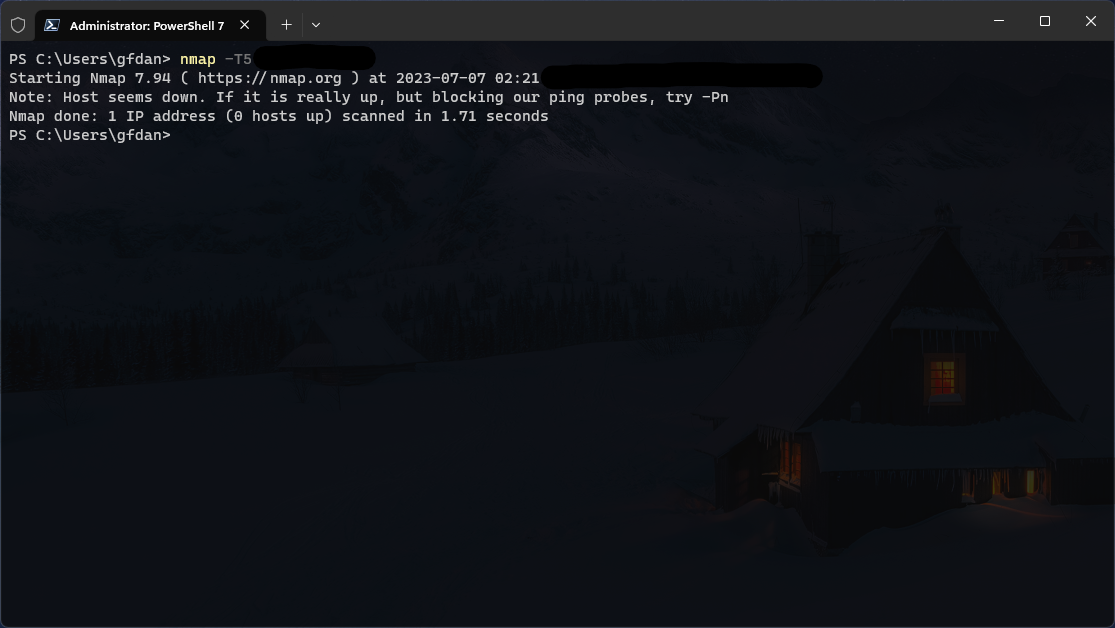 Administrator: PowerShell 7
PS C:\Users\gfdan> nmap -T5
Starting Nmap 7.94 ( https://nmap.org ) at 2023-07-07 02:21
Note: Host seems down. If it is really up, but blocking our ping probes, try -Pn
Nmap done: 1 IP address (0 hosts up) scanned in 1.71 seconds
PS C:\Users\gfdan>